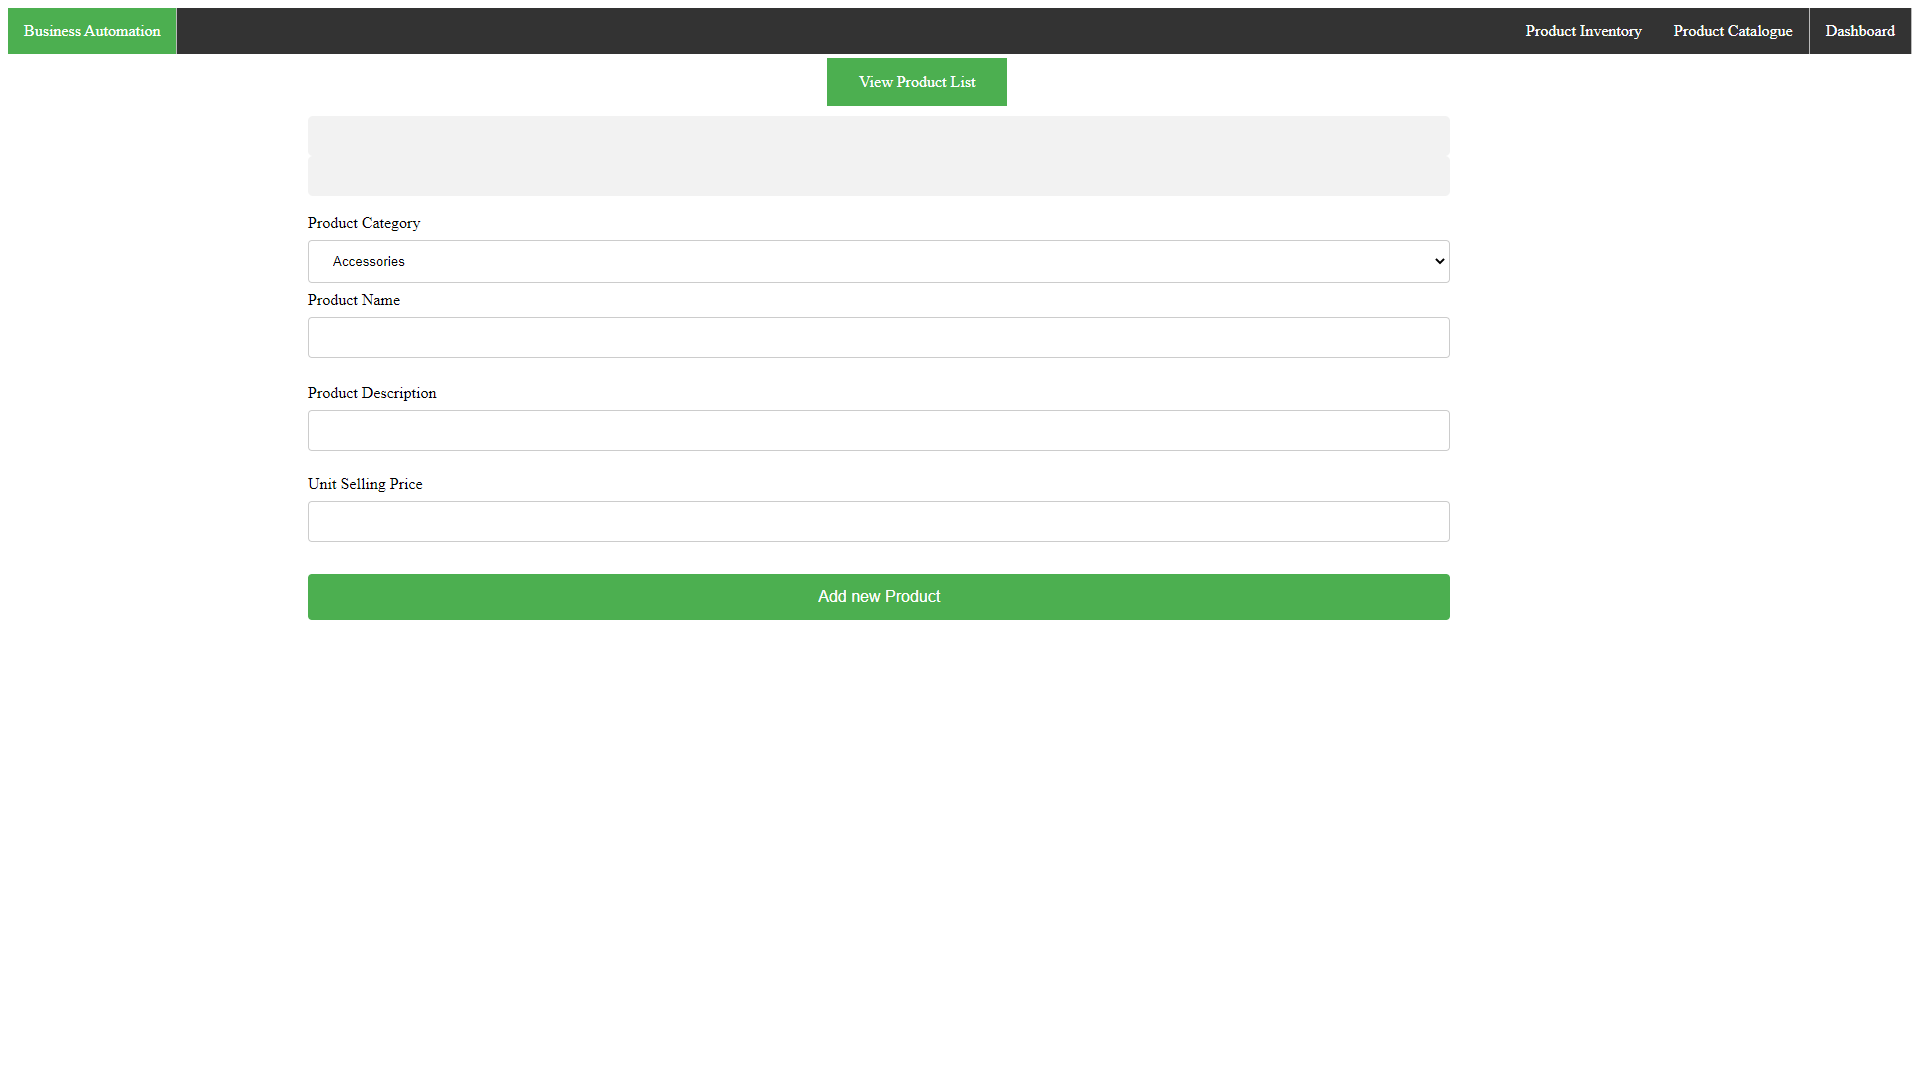 Business Automation
Product Inventory
Product Catalogue
Dashboard
View Product List
Product Category
Accessories
Product Name
Product Description
Unit Selling Price
Add new Product